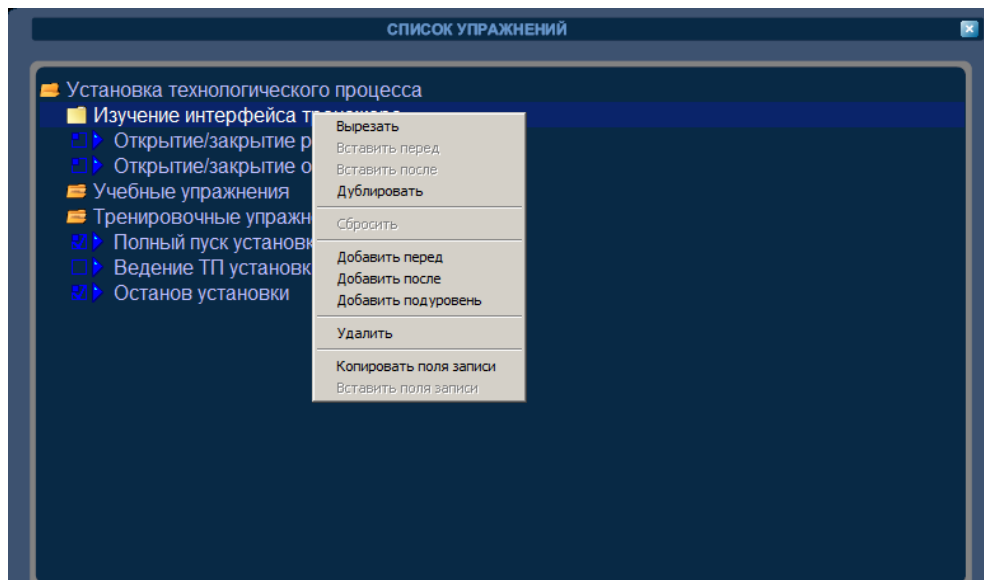 СПИСОК УПРАЖНЕНИЙ
Установка технологического процесса
Изучение интерфейса тренажера
Открытие/закрытие р
Открытие/закрытие о
Учебные упражнения
Тренировочные упражн
Полный пуск установк
Ведение ТП установк
Останов установки
Вырезать
Вставить перед
Вставить после
Дублировать
Сбросить
Добавить перед
Добавить после
Добавить подуровень
Удалить
Копировать поля записи
Вставить поля записи